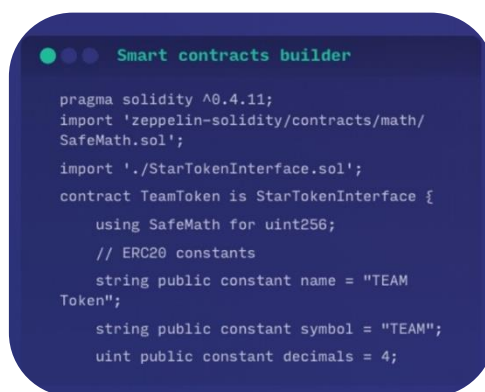 Smart contracts builder
pragma solidity ^0.4.11;
import 'zeppelin-solidity/contracts/math/
SafeMath.sol';
import './StarTokenInterface.sol';
contract TeamToken is StarTokenInterface {
using SafeMath for uint256;
// ERC20 constants
string public constant name = "TEAM
Token";
string public constant symbol = "TEAM";
uint public constant decimals = 4;